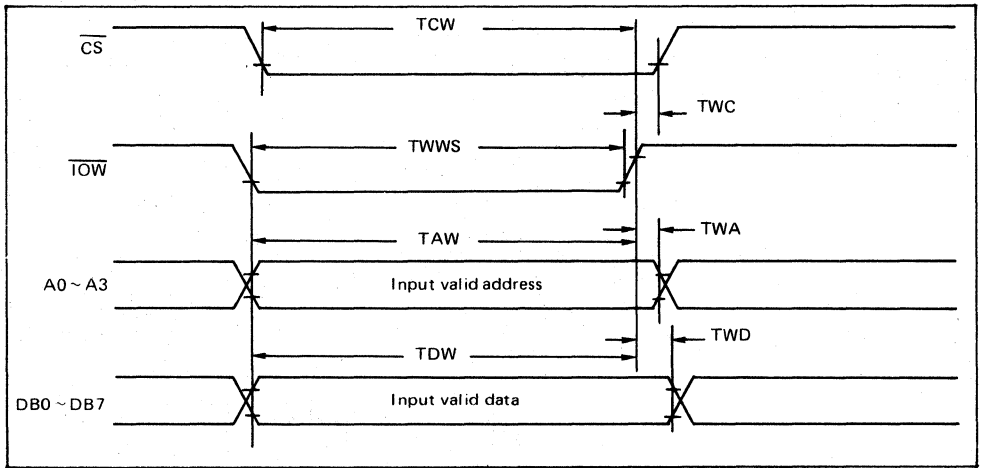 TCW
CS
TWC
TWWS
IOW
TWA
TAW
A0 ~ A3
Input valid address
TWD
TDW
DB0 ~ DB7
Input valid data